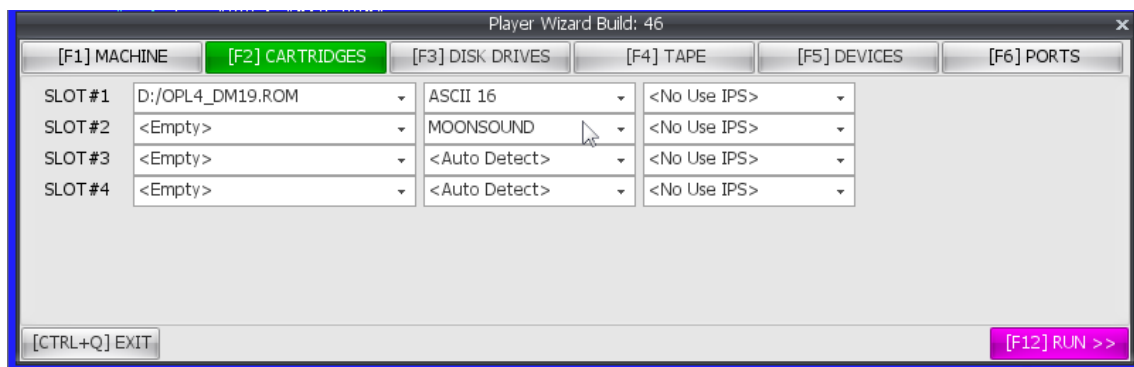 Player Wizard Build: 46 x
[F1] MACHINE [F2] CARTRIDGES [F3] DISK DRIVES [F4] TAPE [F5] DEVICES [F6] PORTS
SLOT#1 D:/OPL4_DM19.ROM ASCII 16 <No Use IPS>
SLOT#2 <Empty> MOONSOUND <No Use IPS>
SLOT#3 <Empty> <Auto Detect> <No Use IPS>
SLOT#4 <Empty> <Auto Detect> <No Use IPS>
[CTRL+Q] EXIT [F12] RUN >>